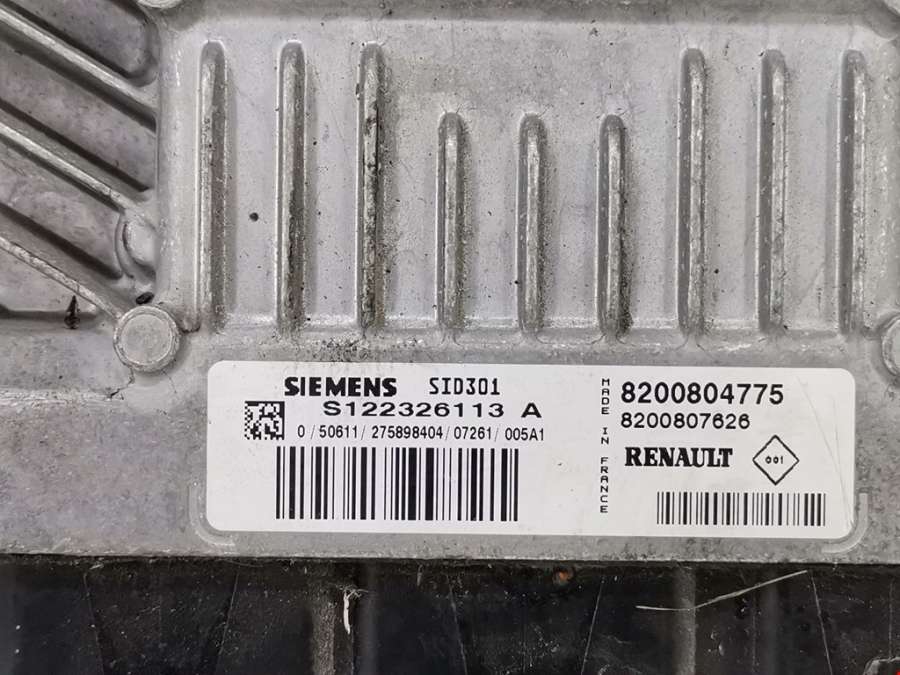 SIEMENS SID301
S122326113 A
0/50611/275898404/07261/005A1
MADE IN FRANCE
8200804775
8200807626
RENAULT 001